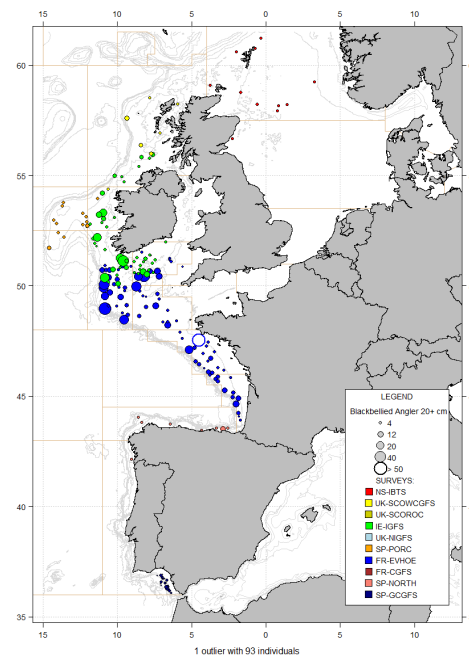 15 10 5 0 5 10
60
55
50
45
40
35
LEGEND
Blackbellied Angler 20+ cm
4
12
20
40
> 50
SURVEYS:
NS-IBTS
UK-SCOWCGFS
UK-SCOROC
IE-IGFS
UK-NIGFS
SP-PORC
FR-EVHOE
FR-CGFS
SP-NORTH
SP-GCGFS
15 10 5 0 5 10
1 outlier with 93 individuals